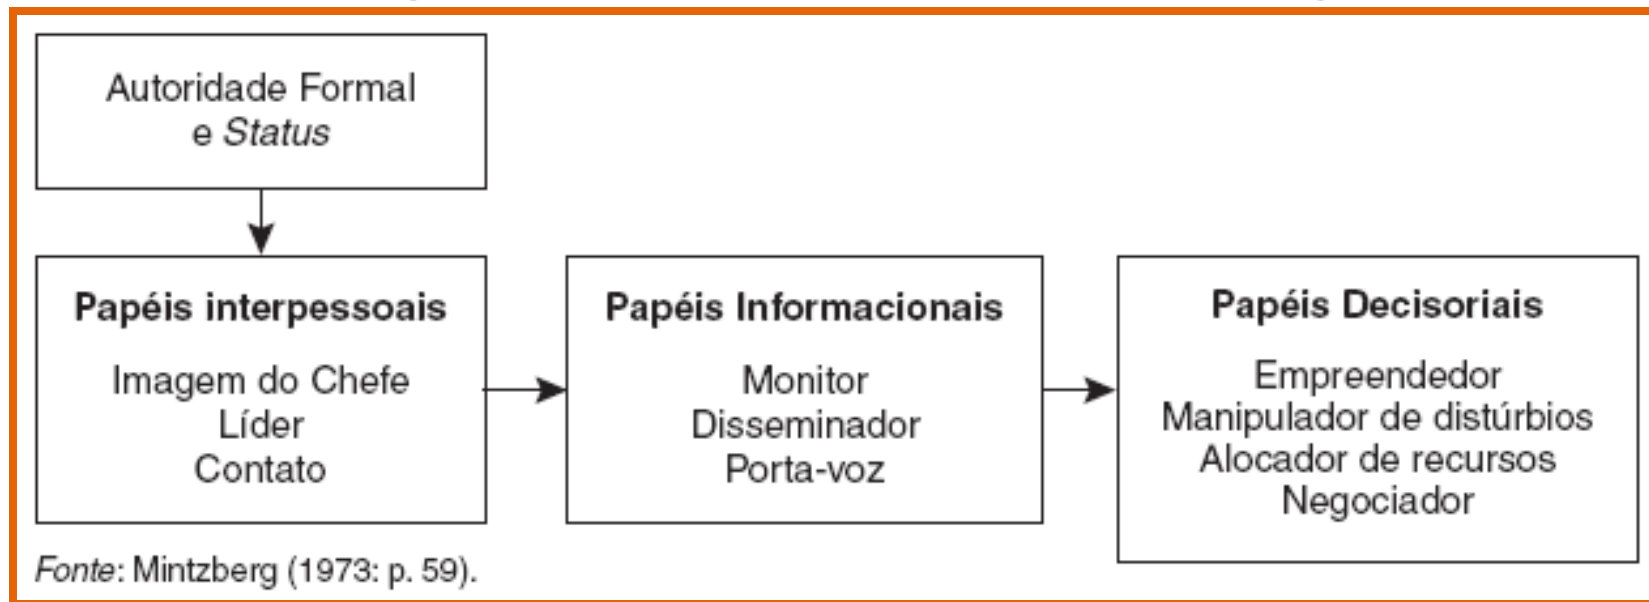 Autoridade Formal
e Status
Papéis interpessoais
Imagem do Chefe
Líder
Contato
Papéis Informacionais
Monitor
Disseminador
Porta-voz
Papéis Decisoriais
Empreendedor
Manipulador de distúrbios
Alocador de recursos
Negociador
Fonte: Mintzberg (1973: p. 59).